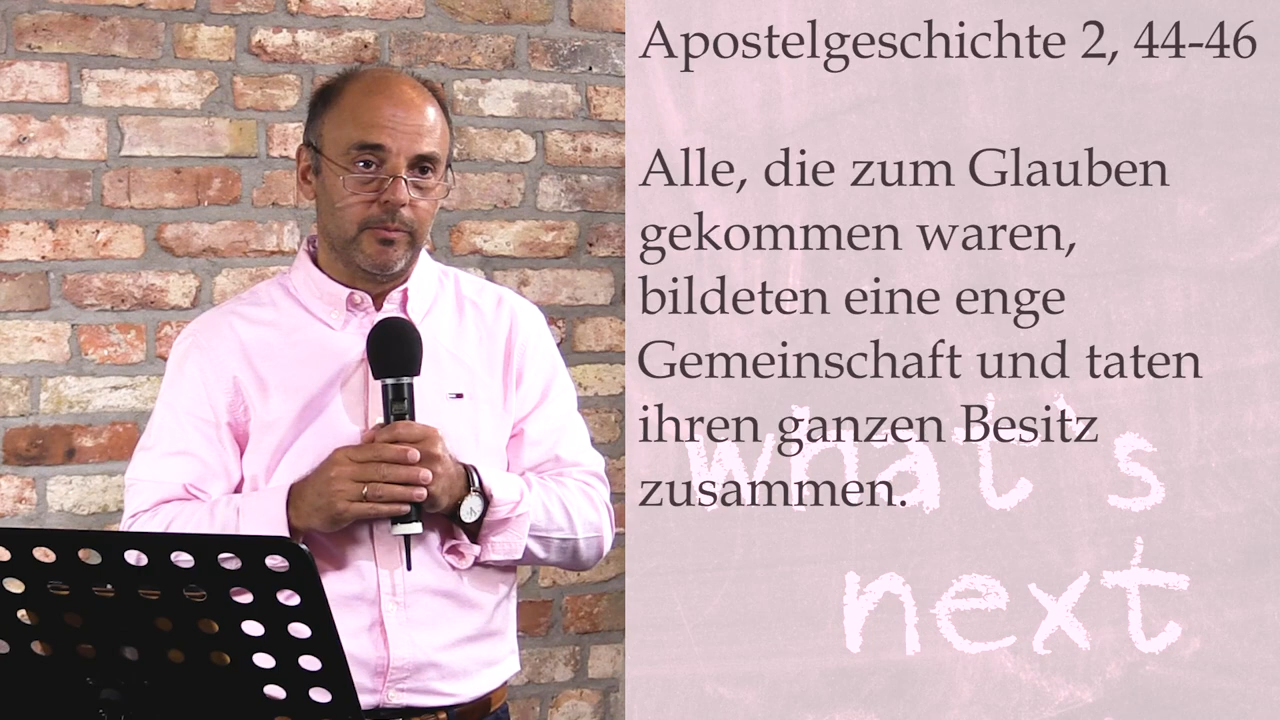 Apostelgeschichte 2, 44-46
Alle, die zum Glauben
gekommen waren,
bildeten eine enge
Gemeinschaft und taten
ihren ganzen Besitz
zusammen.
what's
next